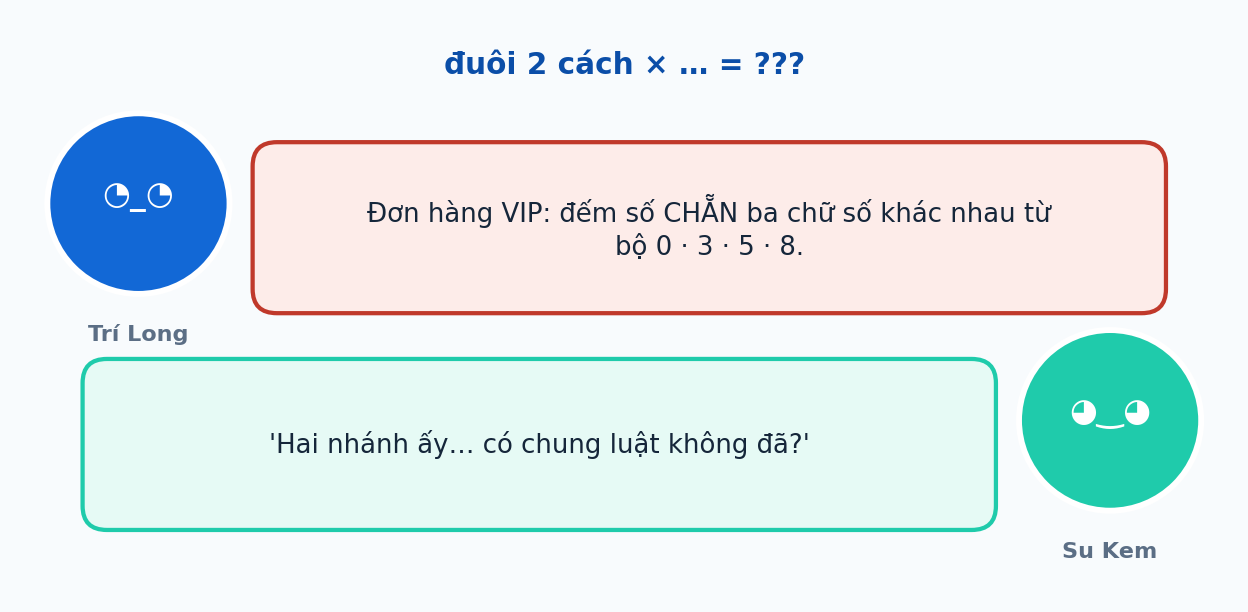 đuôi 2 cách × … = ???
◔_◔
Đơn hàng VIP: đếm số CHẴN ba chữ số khác nhau từ
bộ 0 · 3 · 5 · 8.
Trí Long
◕‿◕
'Hai nhánh ấy… có chung luật không đã?'
Su Kem